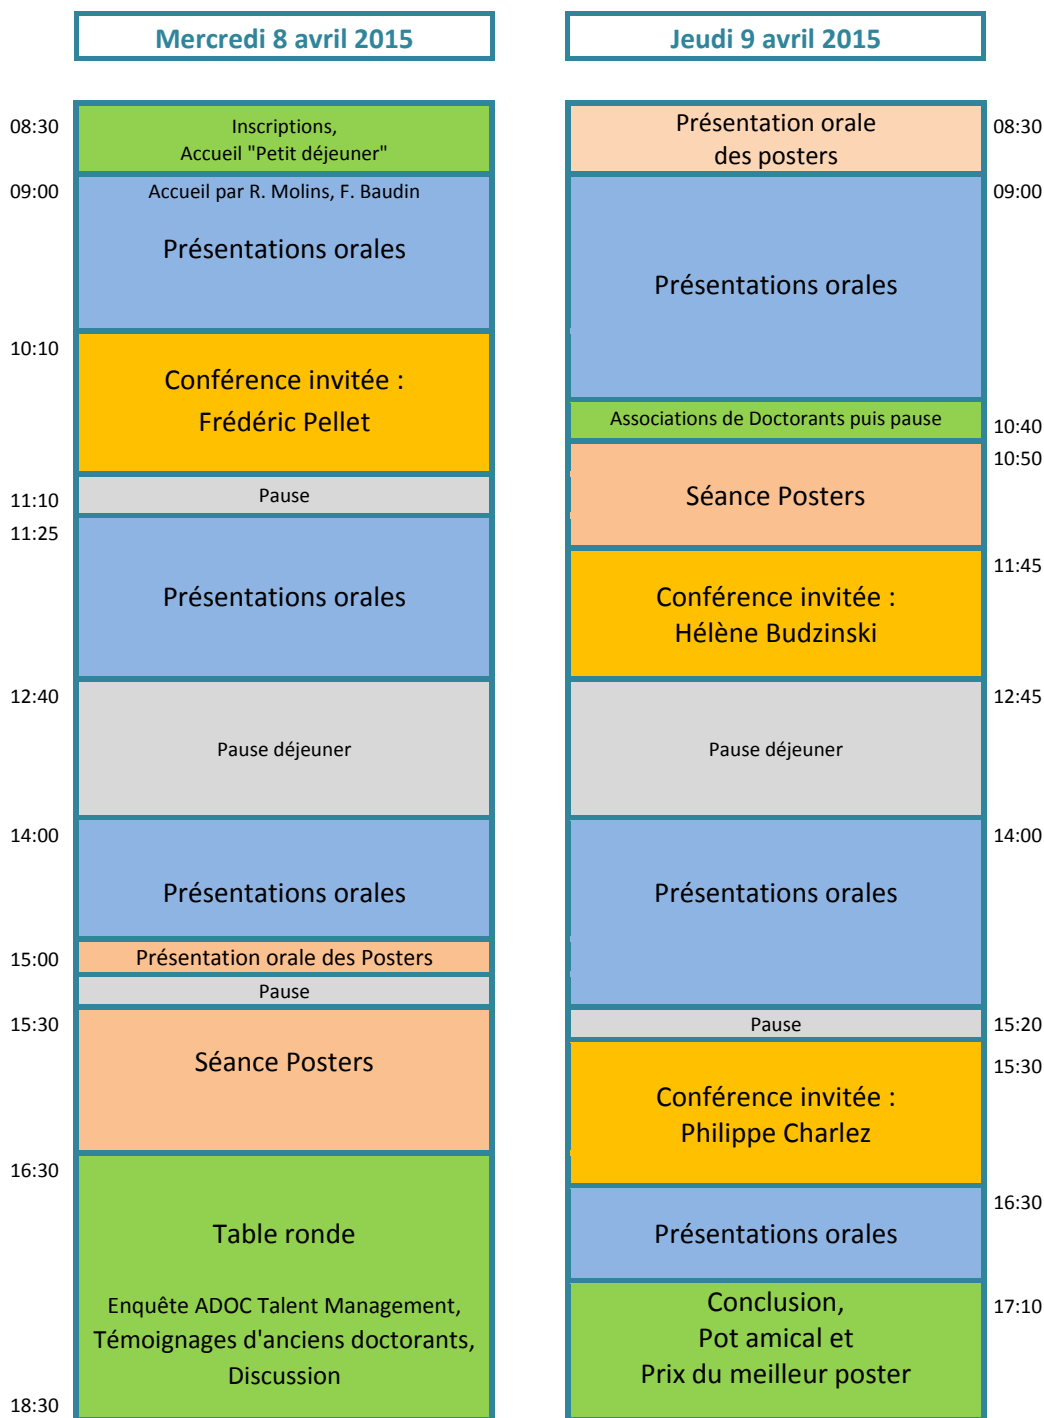 Mercredi 8 avril 2015
08:30
Inscriptions,
Accueil "Petit déjeuner"
09:00
Accueil par R. Molins, F. Baudin
Présentations orales
10:10
Conférence invitée :
Frédéric Pellet
11:10
Pause
11:25
Présentations orales
12:40
Pause déjeuner
14:00
Présentations orales
15:00
Présentation orale des Posters
Pause
15:30
Séance Posters
16:30
Table ronde
Enquête ADOC Talent Management,
Témoignages d'anciens doctorants,
Discussion
18:30
Jeudi 9 avril 2015
Présentation orale
des posters
08:30
09:00
Présentations orales
Associations de Doctorants puis pause
10:40
10:50
Séance Posters
11:45
Conférence invitée :
Hélène Budzinski
12:45
Pause déjeuner
14:00
Présentations orales
Pause
15:20
15:30
Conférence invitée :
Philippe Charlez
16:30
Présentations orales
17:10
Conclusion,
Pot amical et
Prix du meilleur poster